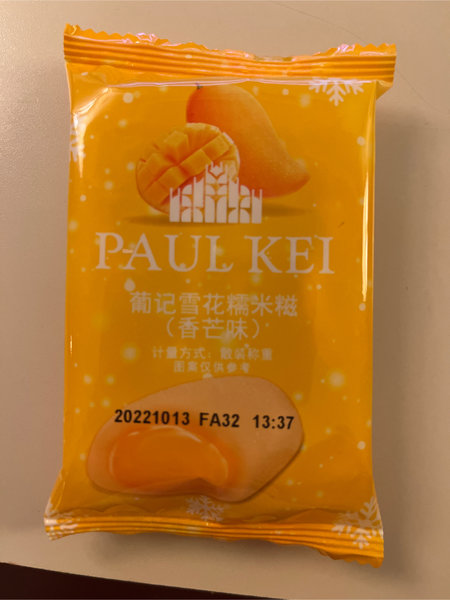 PAUL KEI
葡记雪花糯米糍
（香芒味）
计量方式：散装称重
图案仅供参考
20221013 FA32 13:37